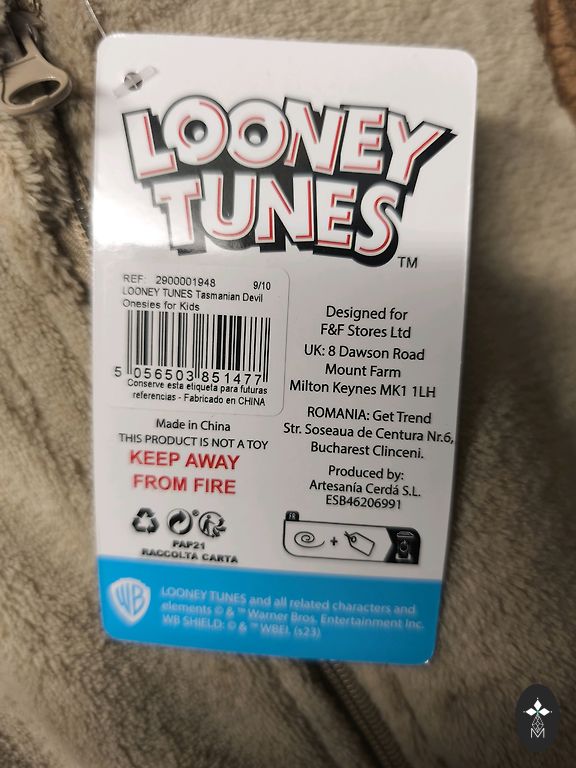 LOONEY
TUNES
TM
REF: 2900001948 9/10
LOONEY TUNES Tasmanian Devil
Onesies for Kids
5 056503 851477
Conserve esta etiqueta para futuras
referencias - Fabricado en CHINA
Made in China
THIS PRODUCT IS NOT A TOY
KEEP AWAY
FROM FIRE
PAP21
RACCOLTA CARTA
Designed for
F&F Stores Ltd
UK: 8 Dawson Road
Mount Farm
Milton Keynes MK1 1LH
ROMANIA: Get Trend
Str. Soseaua de Centura Nr.6,
Bucharest Clinceni.
Produced by:
Artesanía Cerdá S.L.
ESB46206991
FR
+
WB
LOONEY TUNES and all related characters and
elements © & ™ Warner Bros. Entertainment Inc.
WB SHIELD: © & ™ WBEI. (s23)
M